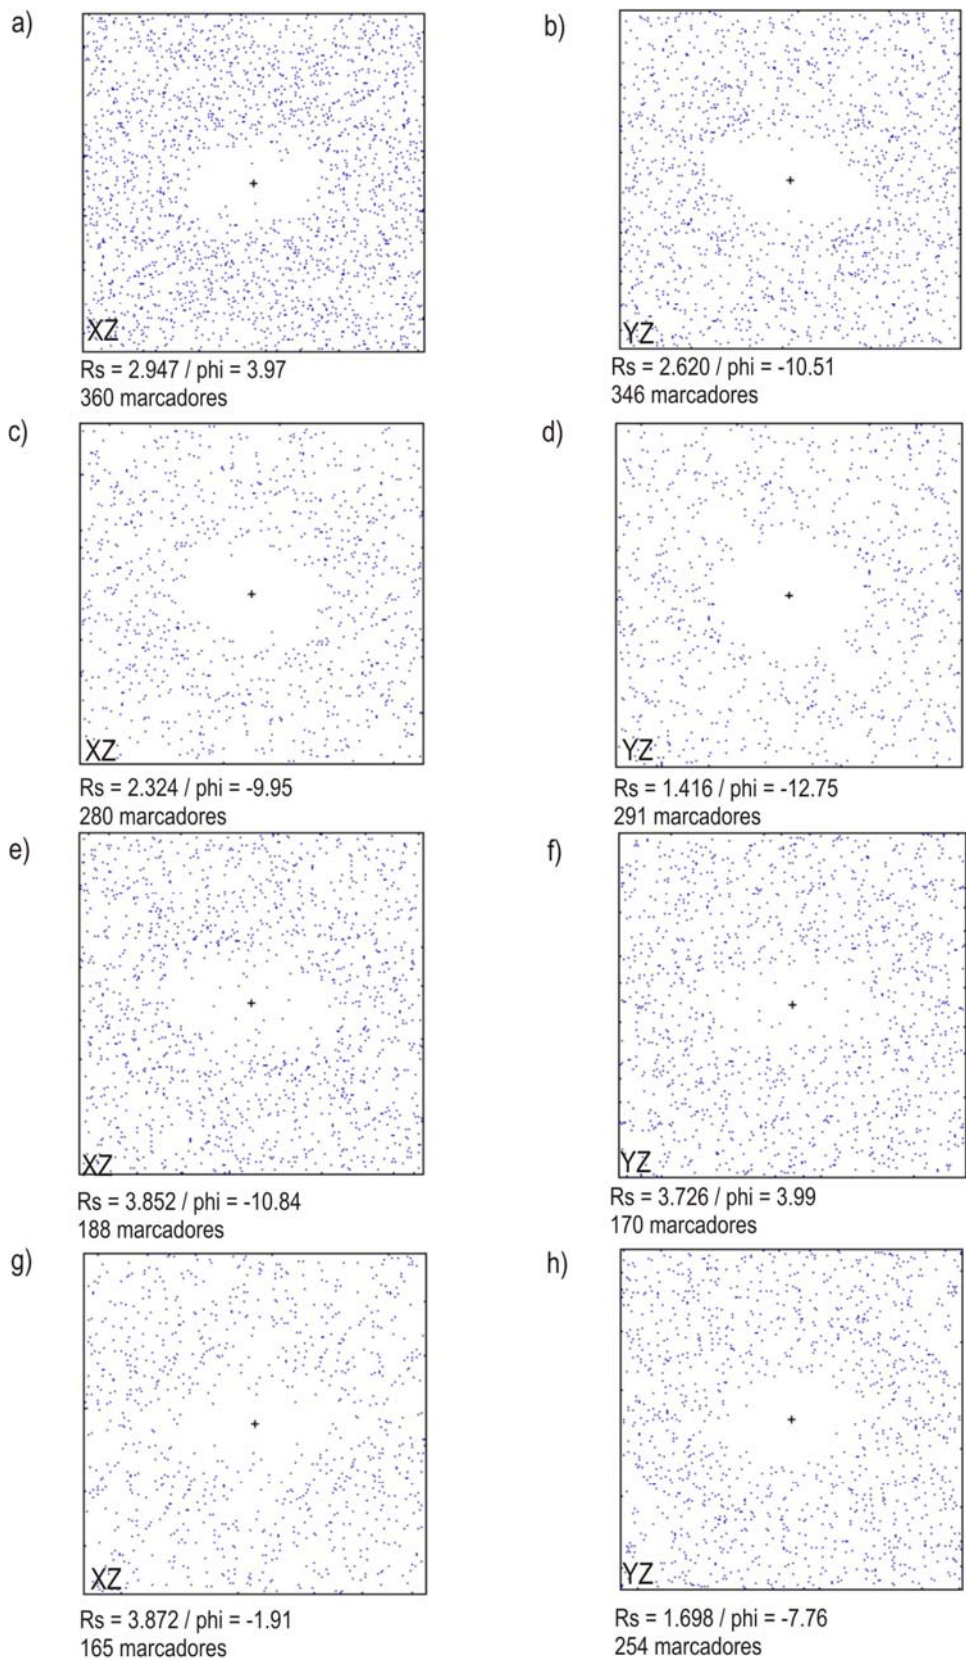 a)
XZ
Rs = 2.947 / phi = 3.97
360 marcadores
b)
YZ
Rs = 2.620 / phi = -10.51
346 marcadores
c)
XZ
Rs = 2.324 / phi = -9.95
280 marcadores
d)
YZ
Rs = 1.416 / phi = -12.75
291 marcadores
e)
XZ
Rs = 3.852 / phi = -10.84
188 marcadores
f)
YZ
Rs = 3.726 / phi = 3.99
170 marcadores
g)
XZ
Rs = 3.872 / phi = -1.91
165 marcadores
h)
YZ
Rs = 1.698 / phi = -7.76
254 marcadores